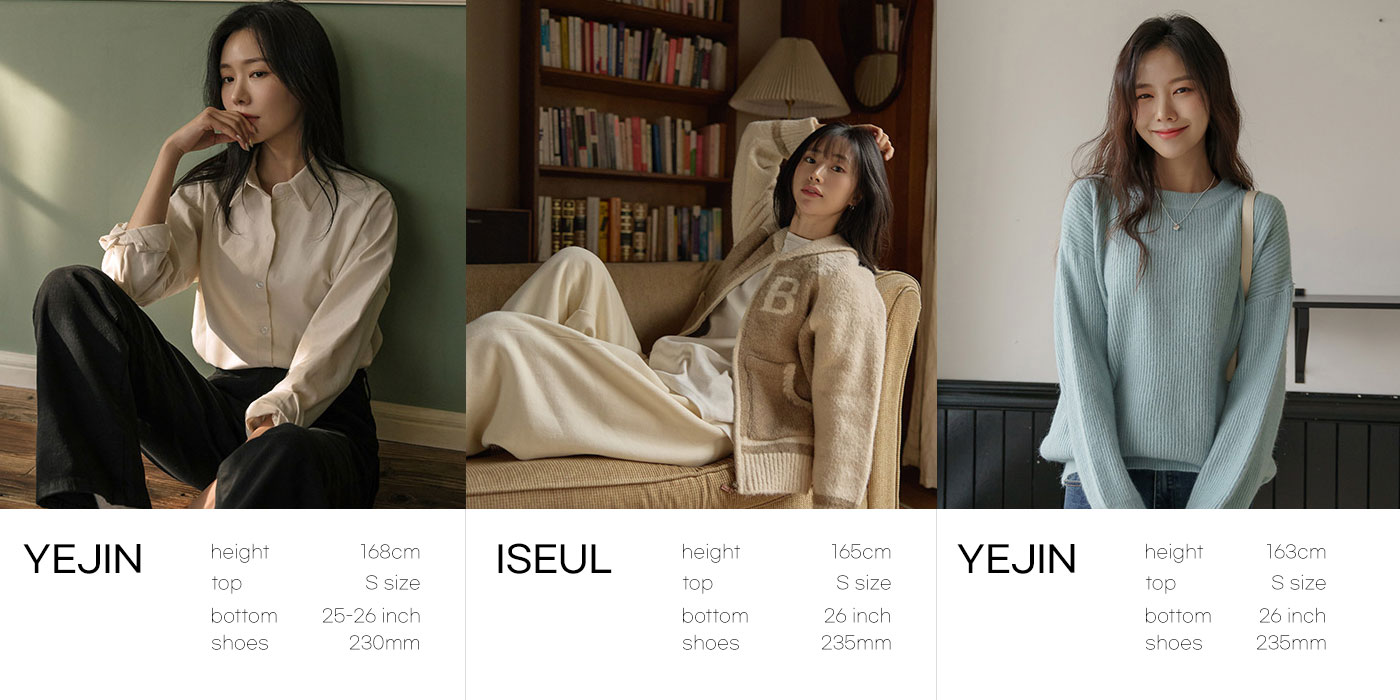 B
YEJIN
height 168cm
top S size
bottom 25-26 inch
shoes 230mm
ISEUL
height 165cm
top S size
bottom 26 inch
shoes 235mm
YEJIN
height 163cm
top S size
bottom 26 inch
shoes 235mm